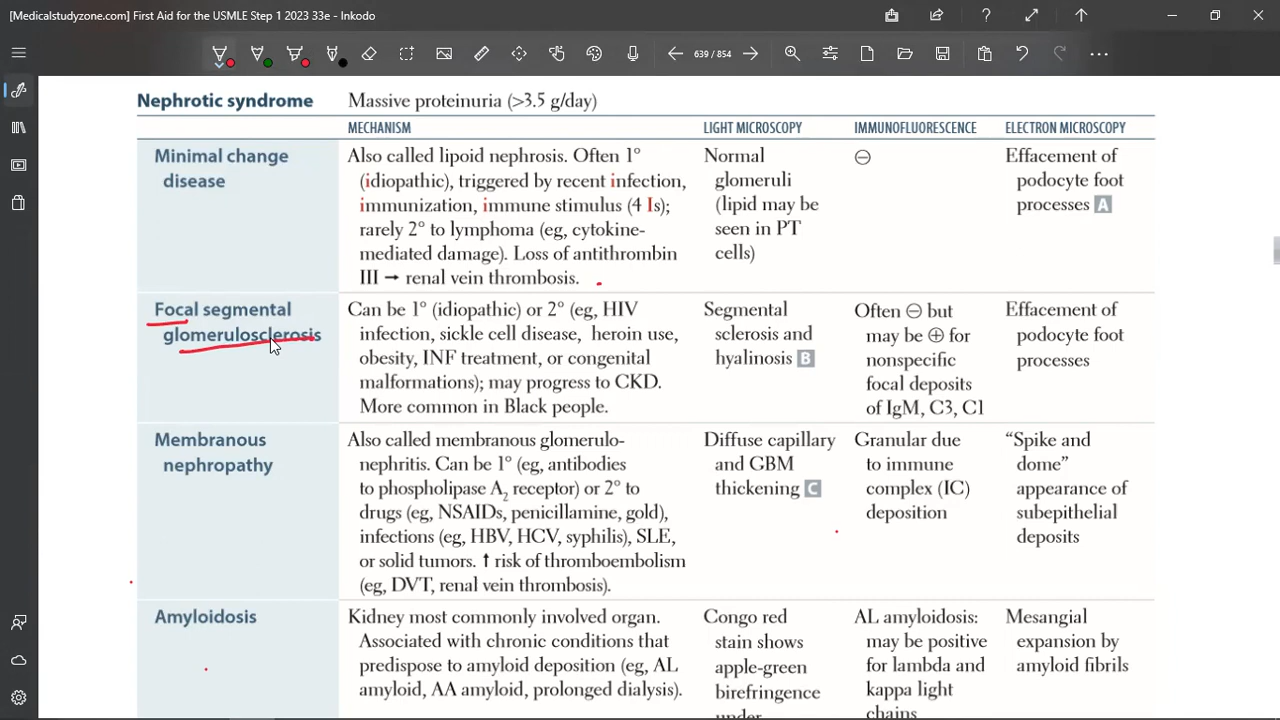 [Medicalstudyzone.com] First Aid for the USMLE Step 1 2023 33e - Inkodo
639 / 854
Nephrotic syndrome
Massive proteinuria (>3.5 g/day)
MECHANISM
LIGHT MICROSCOPY
IMMUNOFLUORESCENCE
ELECTRON MICROSCOPY
Minimal change
disease
Also called lipoid nephrosis. Often 1°
(idiopathic), triggered by recent infection,
immunization, immune stimulus (4 Is);
rarely 2° to lymphoma (eg, cytokine-
mediated damage). Loss of antithrombin
III → renal vein thrombosis.
Normal
glomeruli
(lipid may be
seen in PT
cells)
⊖
Effacement of
podocyte foot
processes A
Focal segmental
glomerulosclerosis
Can be 1° (idiopathic) or 2° (eg, HIV
infection, sickle cell disease, heroin use,
obesity, INF treatment, or congenital
malformations); may progress to CKD.
More common in Black people.
Segmental
sclerosis and
hyalinosis B
Often ⊖ but
may be ⊕ for
nonspecific
focal deposits
of IgM, C3, C1
Effacement of
podocyte foot
processes
Membranous
nephropathy
Also called membranous glomerulo-
nephritis. Can be 1° (eg, antibodies
to phospholipase A₂ receptor) or 2° to
drugs (eg, NSAIDs, penicillamine, gold),
infections (eg, HBV, HCV, syphilis), SLE,
or solid tumors. ↑ risk of thromboembolism
(eg, DVT, renal vein thrombosis).
Diffuse capillary
and GBM
thickening C
Granular due
to immune
complex (IC)
deposition
“Spike and
dome”
appearance of
subepithelial
deposits
Amyloidosis
Kidney most commonly involved organ.
Associated with chronic conditions that
predispose to amyloid deposition (eg, AL
amyloid, AA amyloid, prolonged dialysis).
Congo red
stain shows
apple-green
birefringence
under
AL amyloidosis:
may be positive
for lambda and
kappa light
chains
Mesangial
expansion by
amyloid fibrils